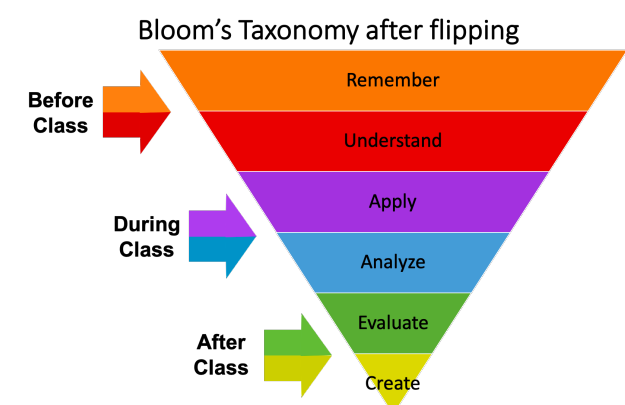 Bloom’s Taxonomy after flipping
Remember
Before
Class
Understand
Apply
During
Class
Analyze
Evaluate
After
Class
Create